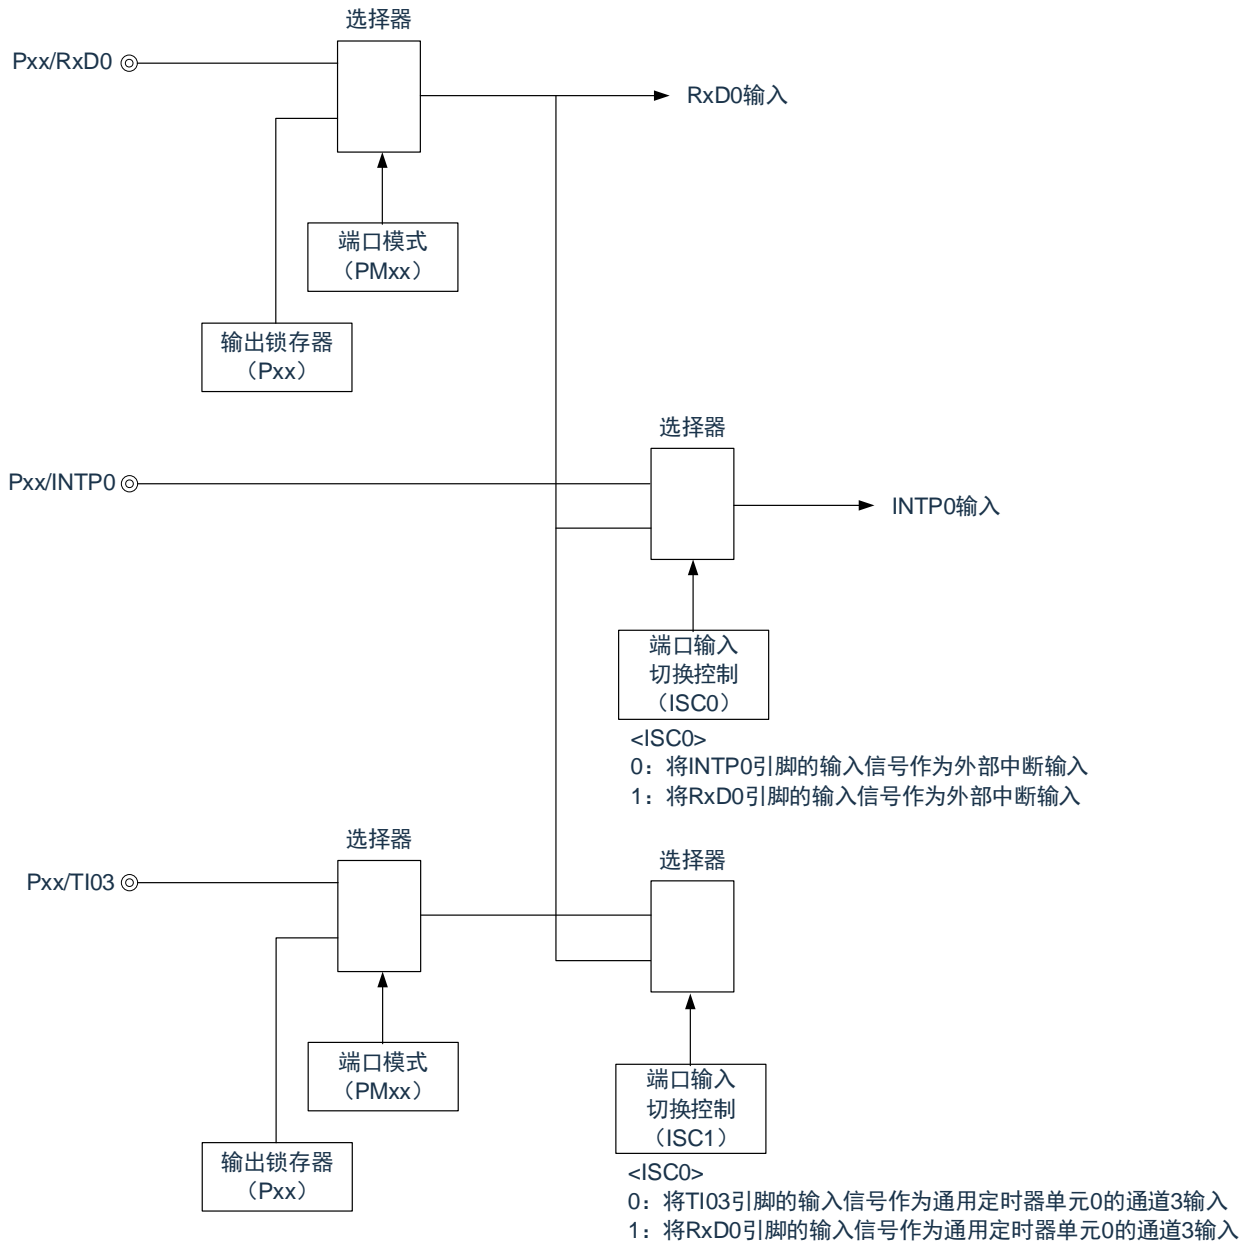 选择器
Pxx/RxD0
RxD0输入
端口模式
（PMxx）
输出锁存器
（Pxx）
选择器
Pxx/INTP0
INTP0输入
端口输入
切换控制
（ISC0）
<ISC0>
0：将INTP0引脚的输入信号作为外部中断输入
1：将RxD0引脚的输入信号作为外部中断输入
选择器
选择器
Pxx/TI03
端口模式
（PMxx）
端口输入
切换控制
（ISC1）
输出锁存器
（Pxx）
<ISC0>
0：将TI03引脚的输入信号作为通用定时器单元0的通道3输入
1：将RxD0引脚的输入信号作为通用定时器单元0的通道3输入